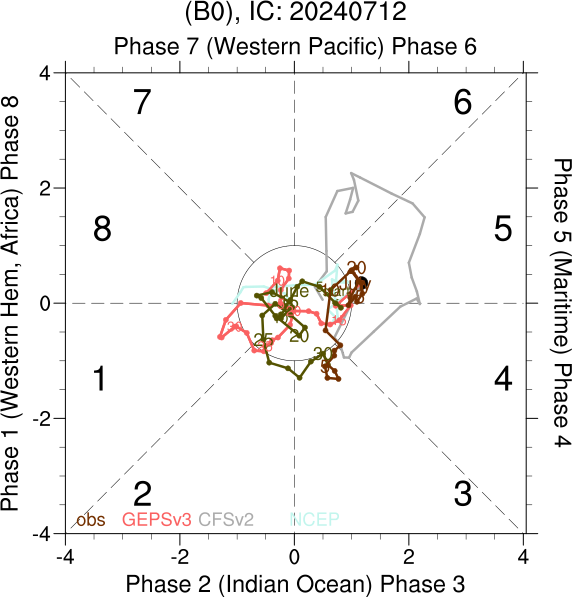 (B0), IC: 20240712
Phase 7 (Western Pacific) Phase 6
4
7
6
2
8
5
0
1
4
-2
2
3
-4
obs GEPSv3 CFSv2 NCEP
-4 -2 0 2 4
Phase 2 (Indian Ocean) Phase 3
Phase 1 (Western Hem, Africa) Phase 8
Phase 5 (Maritime) Phase 4
June
20
25
20
30